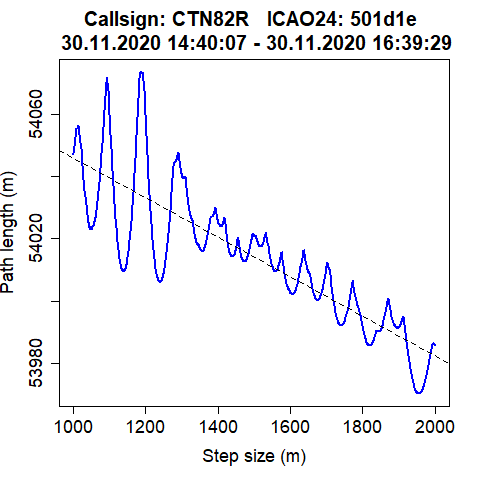 Callsign: CTN82R   ICAO24: 501d1e
30.11.2020 14:40:07 - 30.11.2020 16:39:29
54060
54020
53980
Path length (m)
1000 1200 1400 1600 1800 2000
Step size (m)